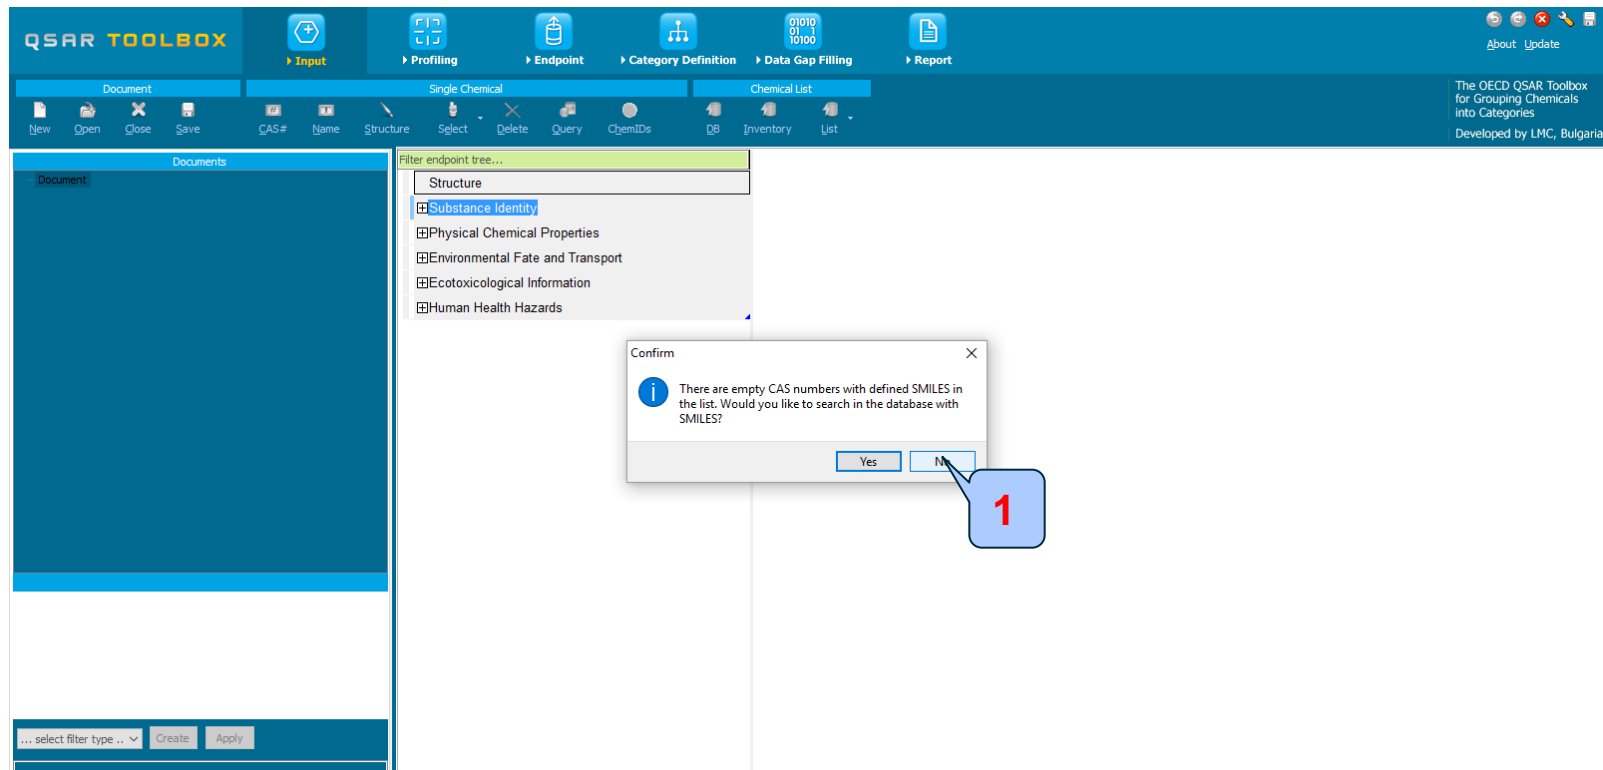 QSAR TOOLBOX
Input
Profiling
Endpoint
Category Definition
Data Gap Filling
01010
01 1
10100
Report
About Update
Document
Single Chemical
Chemical List
New Open Close Save
CAS# Name Structure Select Delete Query ChemIDs
DB Inventory List
The OECD QSAR Toolbox
for Grouping Chemicals
into Categories
Developed by LMC, Bulgaria
Documents
Document
Filter endpoint tree...
Structure
Substance Identity
Physical Chemical Properties
Environmental Fate and Transport
Ecotoxicological Information
Human Health Hazards
Confirm
There are empty CAS numbers with defined SMILES in
the list. Would you like to search in the database with
SMILES?
Yes No
1
... select filter type .. Create Apply